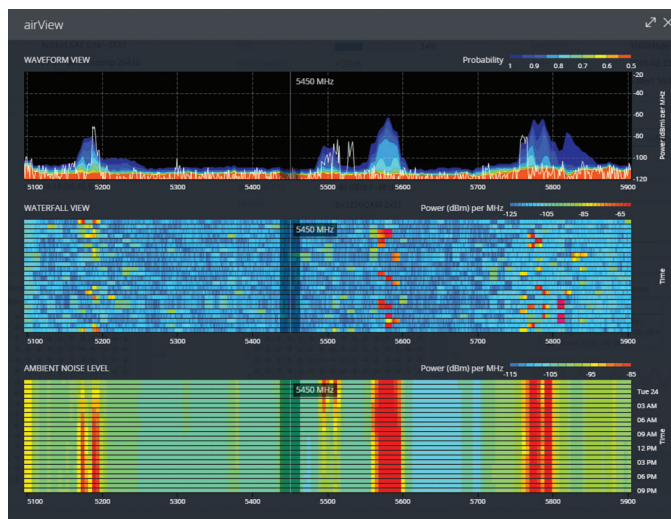 airView
WAVEFORM VIEW
Probability
1 0.9 0.8 0.7 0.6 0.5
5450 MHz
-20
-40
-60
-80
-100
-120
Power (dBm) per MHz
5100 5200 5300 5400 5500 5600 5700 5800 5900
WATERFALL VIEW
Power (dBm) per MHz
-125 -105 -85 -65
5450 MHz
Time
5100 5200 5300 5400 5500 5600 5700 5800 5900
AMBIENT NOISE LEVEL
Power (dBm) per MHz
-115 -105 -95 -85
5450 MHz
Tue 24
03 AM
06 AM
09 AM
12 PM
03 PM
06 PM
09 PM
Time
5100 5200 5300 5400 5500 5600 5700 5800 5900